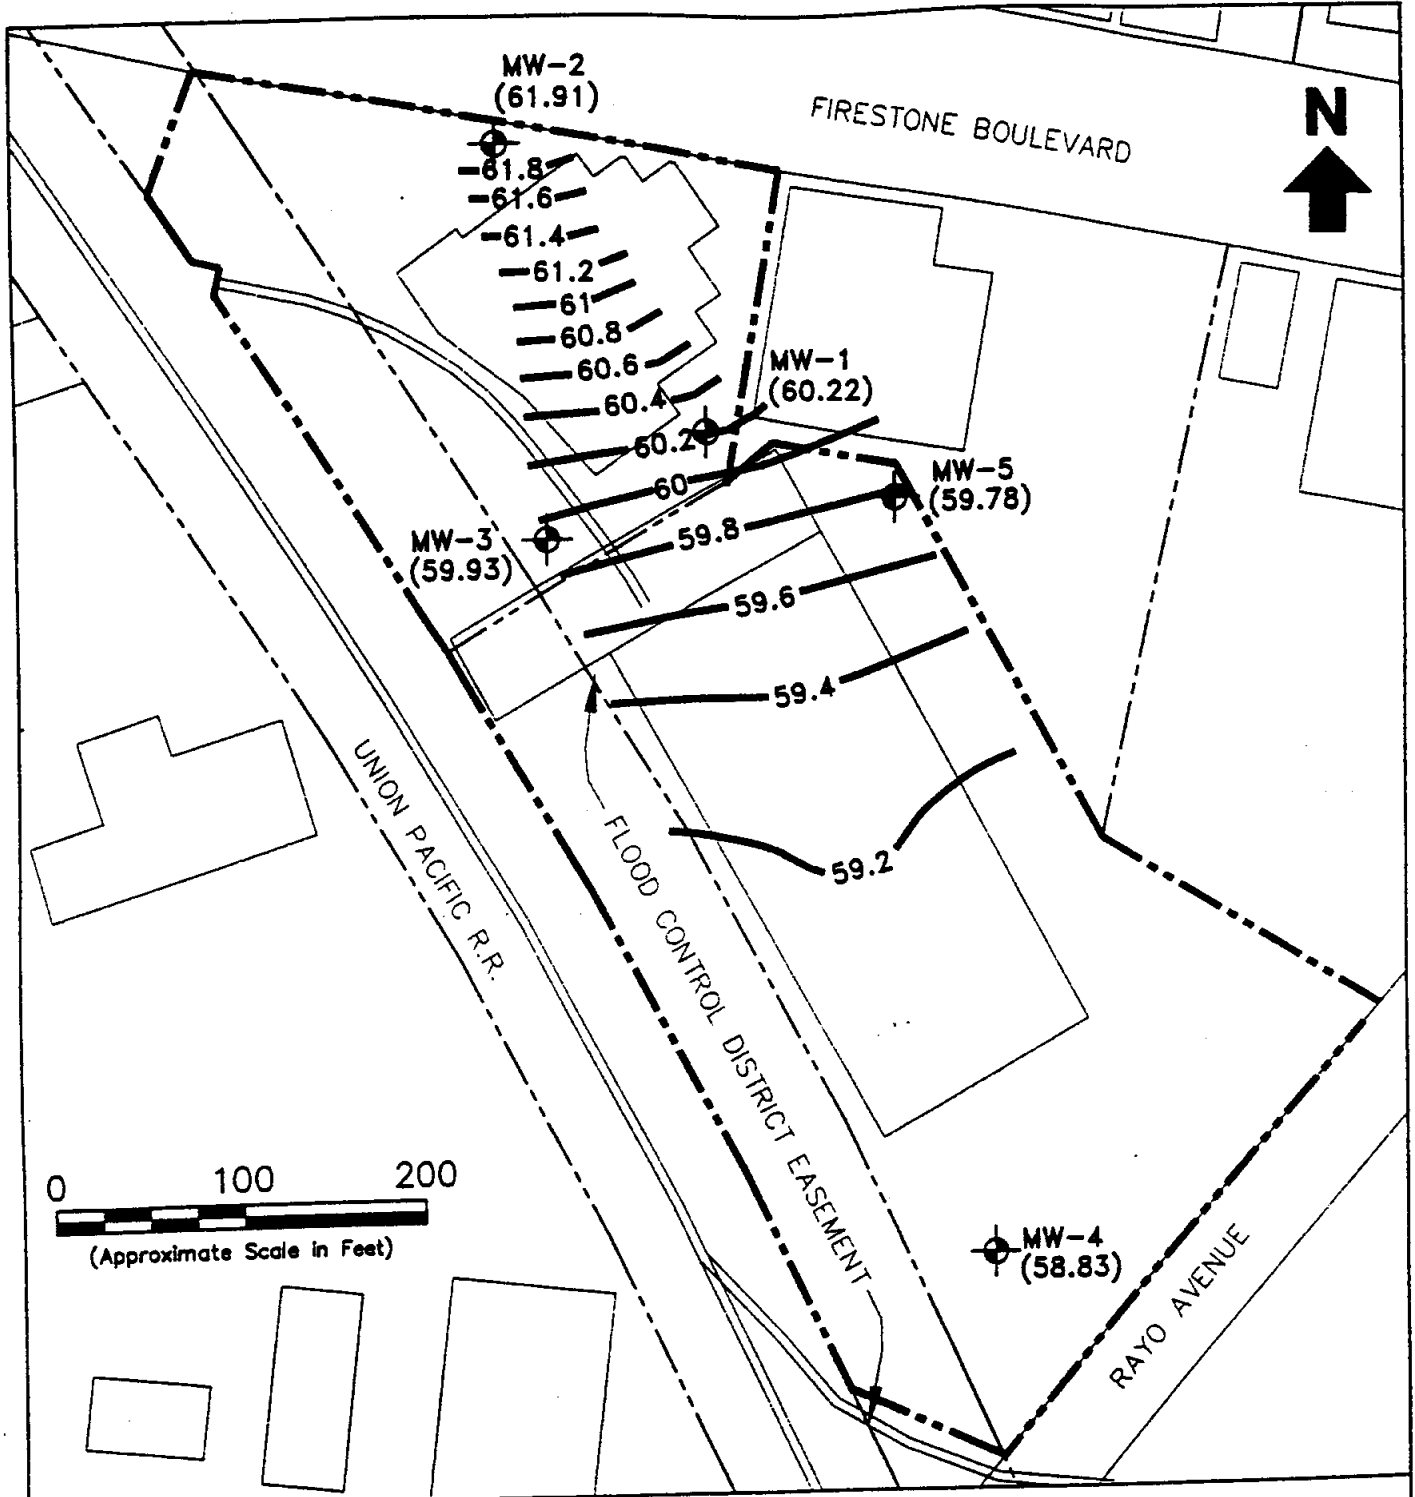 MW-2
(61.91)
FIRESTONE BOULEVARD
N
61.8
61.6
61.4
61.2
61
60.8
60.6
60.4
MW-1
(60.22)
60.2
60
MW-5
(59.78)
59.8
MW-3
(59.93)
59.6
59.4
59.2
UNION PACIFIC R.R.
FLOOD CONTROL DISTRICT EASEMENT
0 100 200
(Approximate Scale in Feet)
MW-4
(58.83)
RAYO AVENUE